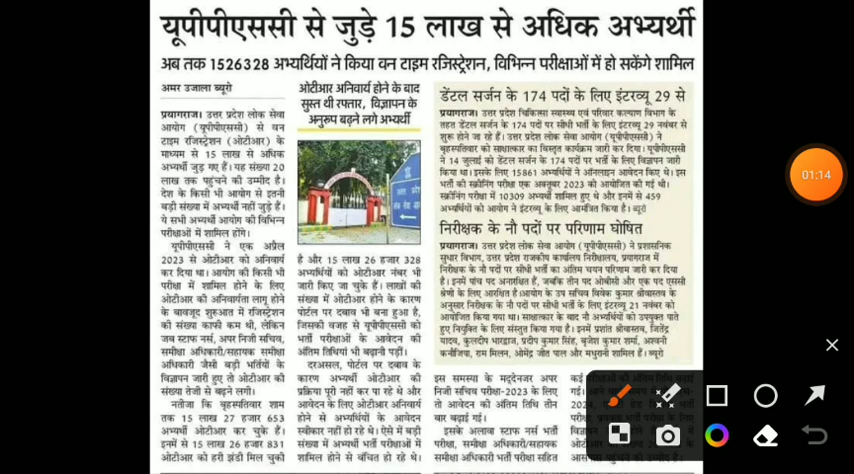 यूपीपीएससी से जुड़े 15 लाख से अधिक अभ्यर्थी
अब तक 1526328 अभ्यर्थियों ने किया वन टाइम रजिस्ट्रेशन, विभिन्न परीक्षाओं में हो सकेंगे शामिल
अमर उजाला ब्यूरो
प्रयागराज। उत्तर प्रदेश लोक सेवा
आयोग (यूपीपीएससी) से वन
टाइम रजिस्ट्रेशन (ओटीआर) के
माध्यम से 15 लाख से अधिक
अभ्यर्थी जुड़ गए हैं। यह संख्या 20
लाख तक पहुंचने की उम्मीद है।
देश के किसी भी आयोग से इतनी
बड़ी संख्या में अभ्यर्थी नहीं जुड़े हैं।
ये सभी अभ्यर्थी आयोग की विभिन्न
परीक्षाओं में शामिल होंगे।
यूपीपीएससी ने एक अप्रैल
2023 से ओटीआर को अनिवार्य
कर दिया था। आयोग की किसी भी
परीक्षा में शामिल होने के लिए
ओटीआर की अनिवार्यता लागू होने
के बावजूद शुरुआत में रजिस्ट्रेशन
की संख्या काफी कम थी, लेकिन
जब स्टाफ नर्स, अपर निजी सचिव,
समीक्षा अधिकारी/सहायक समीक्षा
अधिकारी जैसी बड़ी भर्तियों के
विज्ञापन जारी हुए तो ओटीआर की
संख्या तेजी से बढ़ने लगी।
नतीजा कि बृहस्पतिवार शाम
तक 15 लाख 27 हजार 653
अभ्यर्थी ओटीआर कर चुके हैं।
इनमें से 15 लाख 26 हजार 831
ओटीआर को हरी झंडी मिल चुकी
ओटीआर अनिवार्य होने के बाद
सुस्त थी रफ्तार, विज्ञापन के
अनुरूप बढ़ने लगे अभ्यर्थी
है और 15 लाख 26 हजार 328
अभ्यर्थियों को ओटीआर नंबर भी
जारी किए जा चुके हैं। लाखों की
संख्या में ओटीआर होने के कारण
पोर्टल पर दबाव भी बना हुआ है,
जिसकी वजह से यूपीपीएससी को
भर्ती परीक्षाओं के आवेदन की
अंतिम तिथियां भी बढ़ानी पड़ीं।
दरअसल, पोर्टल पर दबाव के
कारण अभ्यर्थी ओटीआर की
प्रक्रिया पूरी नहीं कर पा रहे थे और
आवेदन के लिए ओटीआर अनिवार्य
होने से अभ्यर्थियों के आवेदन
स्वीकार नहीं हो रहे थे। ऐसे में बड़ी
संख्या में अभ्यर्थी भर्ती परीक्षाओं में
शामिल होने से वंचित हो रहे थे।
डेंटल सर्जन के 174 पदों के लिए इंटरव्यू 29 से
प्रयागराज। उत्तर प्रदेश चिकित्सा स्वास्थ्य एवं परिवार कल्याण विभाग के
तहत डेंटल सर्जन के 174 पदों पर सीधी भर्ती के लिए इंटरव्यू 29 नवंबर से
शुरू होने जा रहे हैं। उत्तर प्रदेश लोक सेवा आयोग (यूपीपीएससी) ने
बृहस्पतिवार को साक्षात्कार का विस्तृत कार्यक्रम जारी कर दिया। यूपीपीएससी
ने 14 जुलाई को डेंटल सर्जन के 174 पदों पर भर्ती के लिए विज्ञापन जारी
किया था। इसके लिए 15861 अभ्यर्थियों ने ऑनलाइन आवेदन किए थे। इस
भर्ती की स्क्रीनिंग परीक्षा एक अक्तूबर 2023 को आयोजित की गई थी।
स्क्रीनिंग परीक्षा में 10309 अभ्यर्थी शामिल हुए थे और इनमें से 459
अभ्यर्थियों को आयोग ने इंटरव्यू के लिए आमंत्रित किया है। ब्यूरो
निरीक्षक के नौ पदों पर परिणाम घोषित
प्रयागराज। उत्तर प्रदेश लोक सेवा आयोग (यूपीपीएससी) ने प्रशासनिक
सुधार विभाग, उत्तर प्रदेश राजकीय कार्यालय निरीक्षणालय, प्रयागराज में
निरीक्षक के नौ पदों पर सीधी भर्ती का अंतिम चयन परिणाम जारी कर दिया
है। इनमें पांच पद अनारक्षित हैं, जबकि तीन पद ओबीसी और एक पद एससी
श्रेणी के लिए आरक्षित है।आयोग के उप सचिव विवेक कुमार श्रीवास्तव के
अनुसार निरीक्षक के नौ पदों पर सीधी भर्ती के लिए इंटरव्यू 21 नवंबर को
आयोजित किया गया था। साक्षात्कार के बाद नौ अभ्यर्थियों को उपयुक्त पाते
हुए नियुक्ति के लिए संस्तुत किया गया है। इनमें प्रशांत श्रीवास्तव, जितेंद्र
यादव, कुलदीप भारद्वाज, प्रदीप कुमार सिंह, बृजेश कुमार शर्मा, अश्वनी
कनौजिया, राम मिलन, ओमेंद्र जीत पाल और मधुरानी शामिल हैं। ब्यूरो
इस समस्या के मद्देनजर अपर
निजी सचिव परीक्षा-2023 के लिए
तो आवेदन की अंतिम तिथि तीन
बार बढ़ाई गई।
इसके अलावा स्टाफ नर्स भर्ती
परीक्षा, समीक्षा अधिकारी/सहायक
समीक्षा अधिकारी भर्ती परीक्षा सहित
कई
01:14